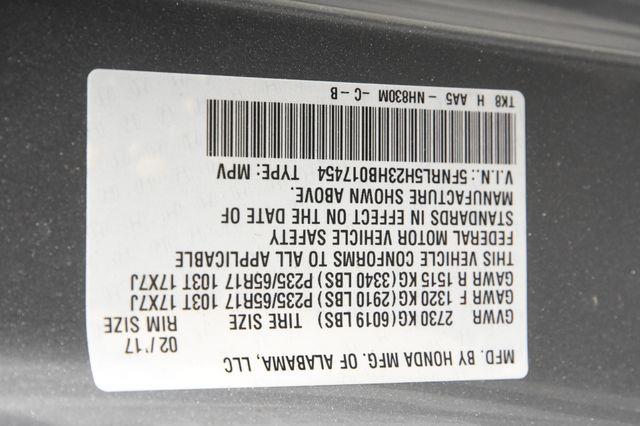 MFD. BY HONDA MFG. OF ALABAMA, LLC 02/'17
GVWR 2730 KG (6019 LBS) TIRE SIZE RIM SIZE
GAWR F 1320 KG (2910 LBS) P235/65R17 103T 17X7J
GAWR R 1515 KG (3340 LBS) P235/65R17 103T 17X7J
THIS VEHICLE CONFORMS TO ALL APPLICABLE
FEDERAL MOTOR VEHICLE SAFETY
STANDARDS IN EFFECT ON THE DATE OF
MANUFACTURE SHOWN ABOVE.
V.I.N.:5FNRL5H23HB017454 TYPE: MPV
TK8 H AA5 - NH830M -C-B